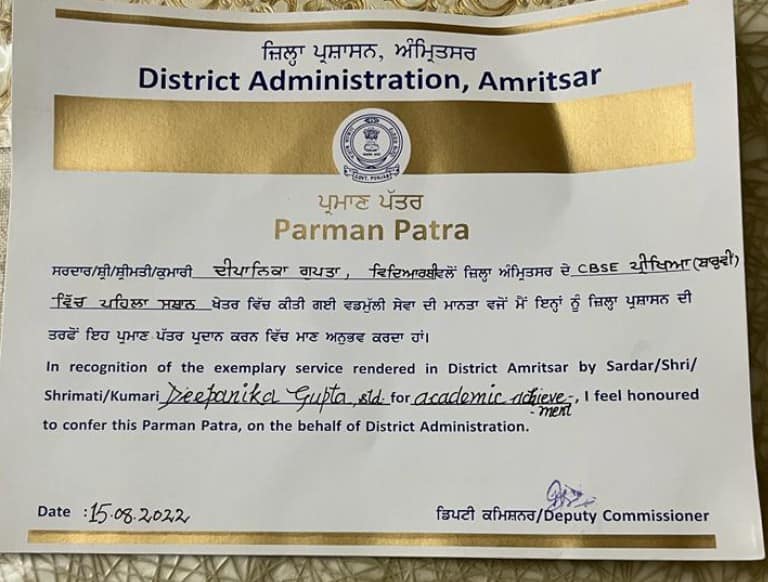 ਜ਼ਿਲ੍ਹਾ ਪ੍ਰਸ਼ਾਸਨ, ਅੰਮ੍ਰਿਤਸਰ
District Administration, Amritsar
GOVT. PUNJAB
ਪ੍ਰਮਾਣ ਪੱਤਰ
Parman Patra
ਸਰਦਾਰ/ਸ਼੍ਰੀ/ਸ਼੍ਰੀਮਤੀ/ਕੁਮਾਰੀ ਦੀਪਾਨਿਕਾ ਗੁਪਤਾ, ਵਿਦਿਆਰਥੀ ਵਲੋਂ ਜ਼ਿਲ੍ਹਾ ਅੰਮ੍ਰਿਤਸਰ ਦੇ CBSE ਪ੍ਰੀਖਿਆ (ਬਾਰ੍ਹਵੀਂ)
ਵਿੱਚ ਪਹਿਲਾ ਸਥਾਨ ਖੇਤਰ ਵਿੱਚ ਕੀਤੀ ਗਈ ਵਡਮੁੱਲੀ ਸੇਵਾ ਦੀ ਮਾਨਤਾ ਵਜੋਂ ਮੈਂ ਇਨ੍ਹਾਂ ਨੂੰ ਜ਼ਿਲ੍ਹਾ ਪ੍ਰਸ਼ਾਸਨ ਦੀ
ਤਰਫੋਂ ਇਹ ਪ੍ਰਮਾਣ ਪੱਤਰ ਪ੍ਰਦਾਨ ਕਰਨ ਵਿੱਚ ਮਾਣ ਅਨੁਭਵ ਕਰਦਾ ਹਾਂ।
In recognition of the exemplary service rendered in District Amritsar by Sardar/Shri/
Shrimati/Kumari Deepanika Gupta, std. for academic achieve-, I feel honoured
-ment
to confer this Parman Patra, on the behalf of District Administration.
Date : 15.08.2022
ਡਿਪਟੀ ਕਮਿਸ਼ਨਰ/Deputy Commissioner